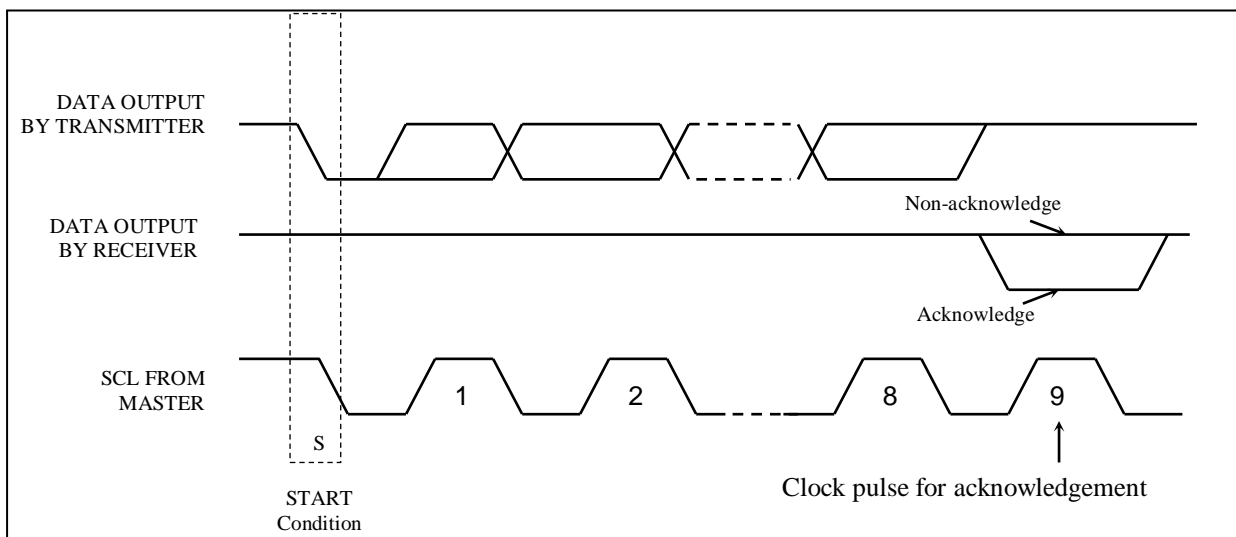 DATA OUTPUT
BY TRANSMITTER
DATA OUTPUT
BY RECEIVER
Non-acknowledge
Acknowledge
SCL FROM
MASTER
1
2
8
9
S
START
Condition
Clock pulse for acknowledgement